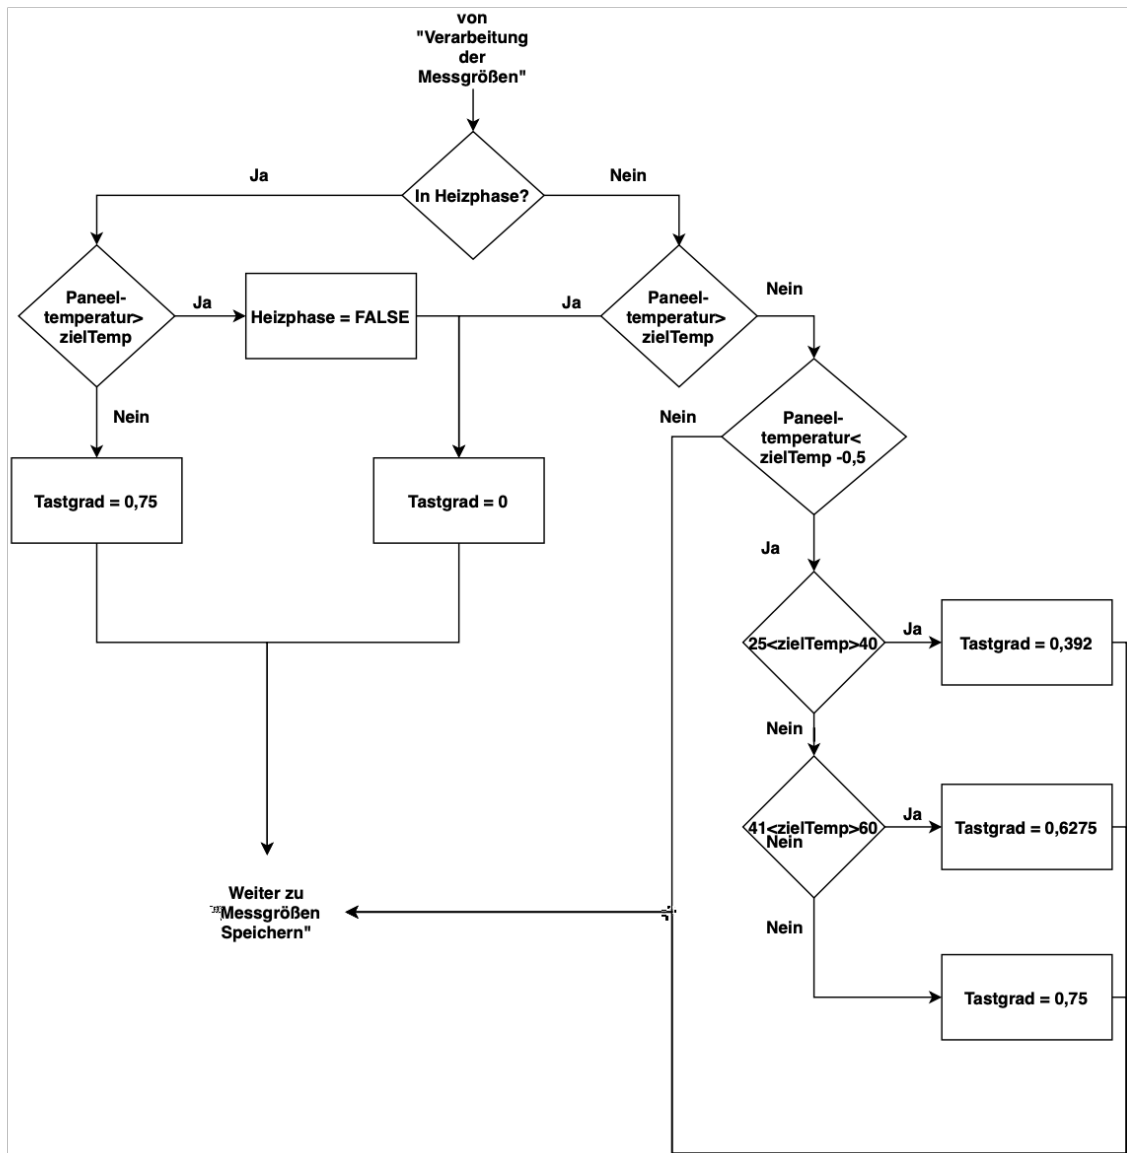 von
"Verarbeitung
der
Messgrößen"
In Heizphase?
Ja
Nein
Paneel-
temperatur>
zielTemp
Ja
Heizphase = FALSE
Ja
Paneel-
temperatur>
zielTemp
Nein
Nein
Tastgrad = 0,75
Tastgrad = 0
Nein
Paneel-
temperatur<
zielTemp -0,5
Ja
25<zielTemp>40
Ja
Tastgrad = 0,392
Nein
41<zielTemp>60
Nein
Ja
Tastgrad = 0,6275
Nein
Tastgrad = 0,75
Weiter zu
"Messgrößen
Speichern"